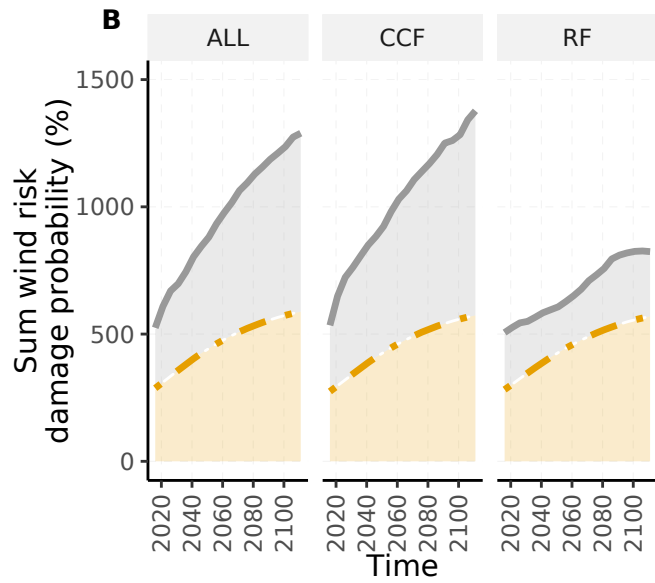 B
ALL CCF RF
Sum wind risk
damage probability (%)
1500
1000
500
0
2020 2040 2060 2080 2100 2020 2040 2060 2080 2100 2020 2040 2060 2080 2100
Time